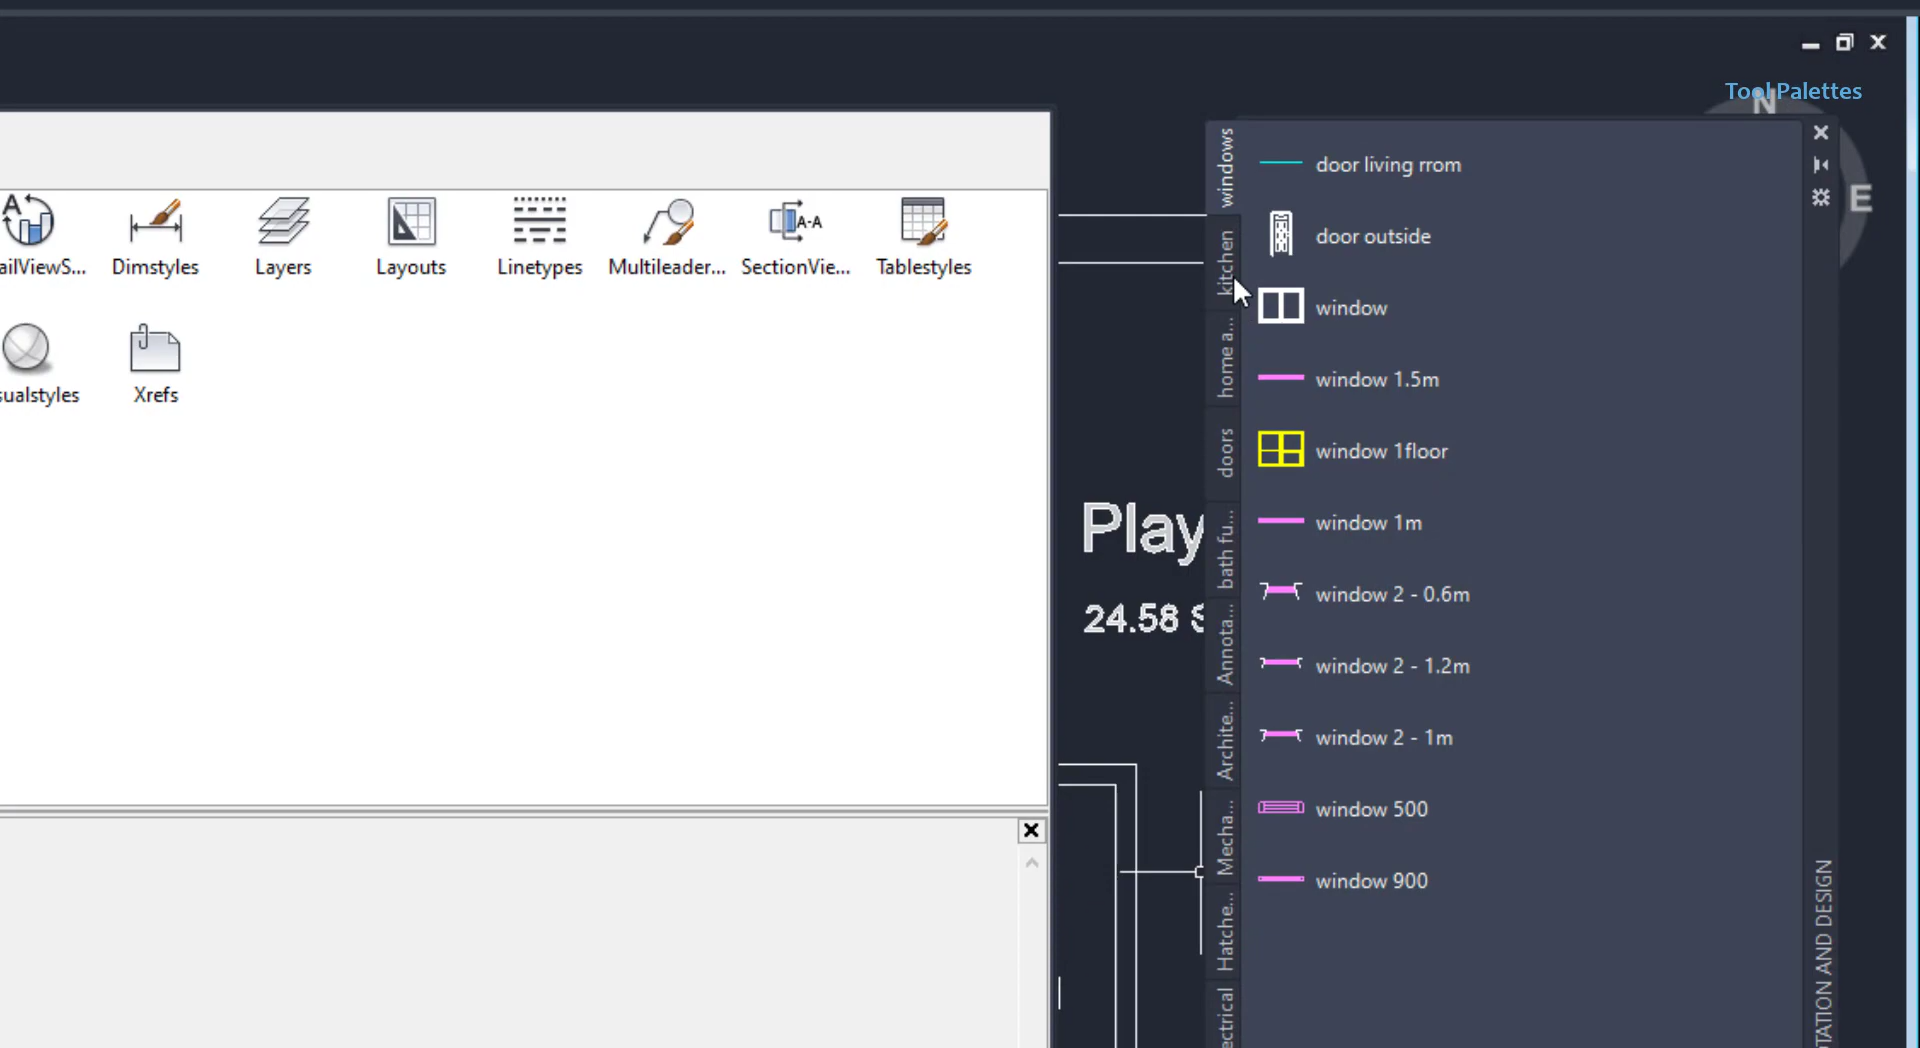 Tool Palettes
N
E
ailViewS...
Dimstyles
Layers
Layouts
Linetypes
Multileader...
SectionVie...
Tablestyles
sualstyles
Xrefs
Play
24.58 S
windows
kitchen
home a...
doors
bath fu...
Annota...
Archite...
Mecha...
Hatche...
ectrical
door living rrom
door outside
window
window 1.5m
window 1floor
window 1m
window 2 - 0.6m
window 2 - 1.2m
window 2 - 1m
window 500
window 900
TATION AND DESIGN